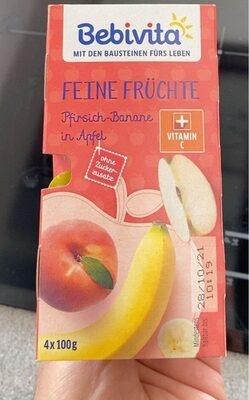 Bebivita
MIT DEN BAUSTEINEN FÜRS LEBEN
FEINE FRÜCHTE
Pfirsich-Banane
in Apfel
+
VITAMIN
C
ohne
Zucker-
zusatz
28/10/21
10:19
4x100g